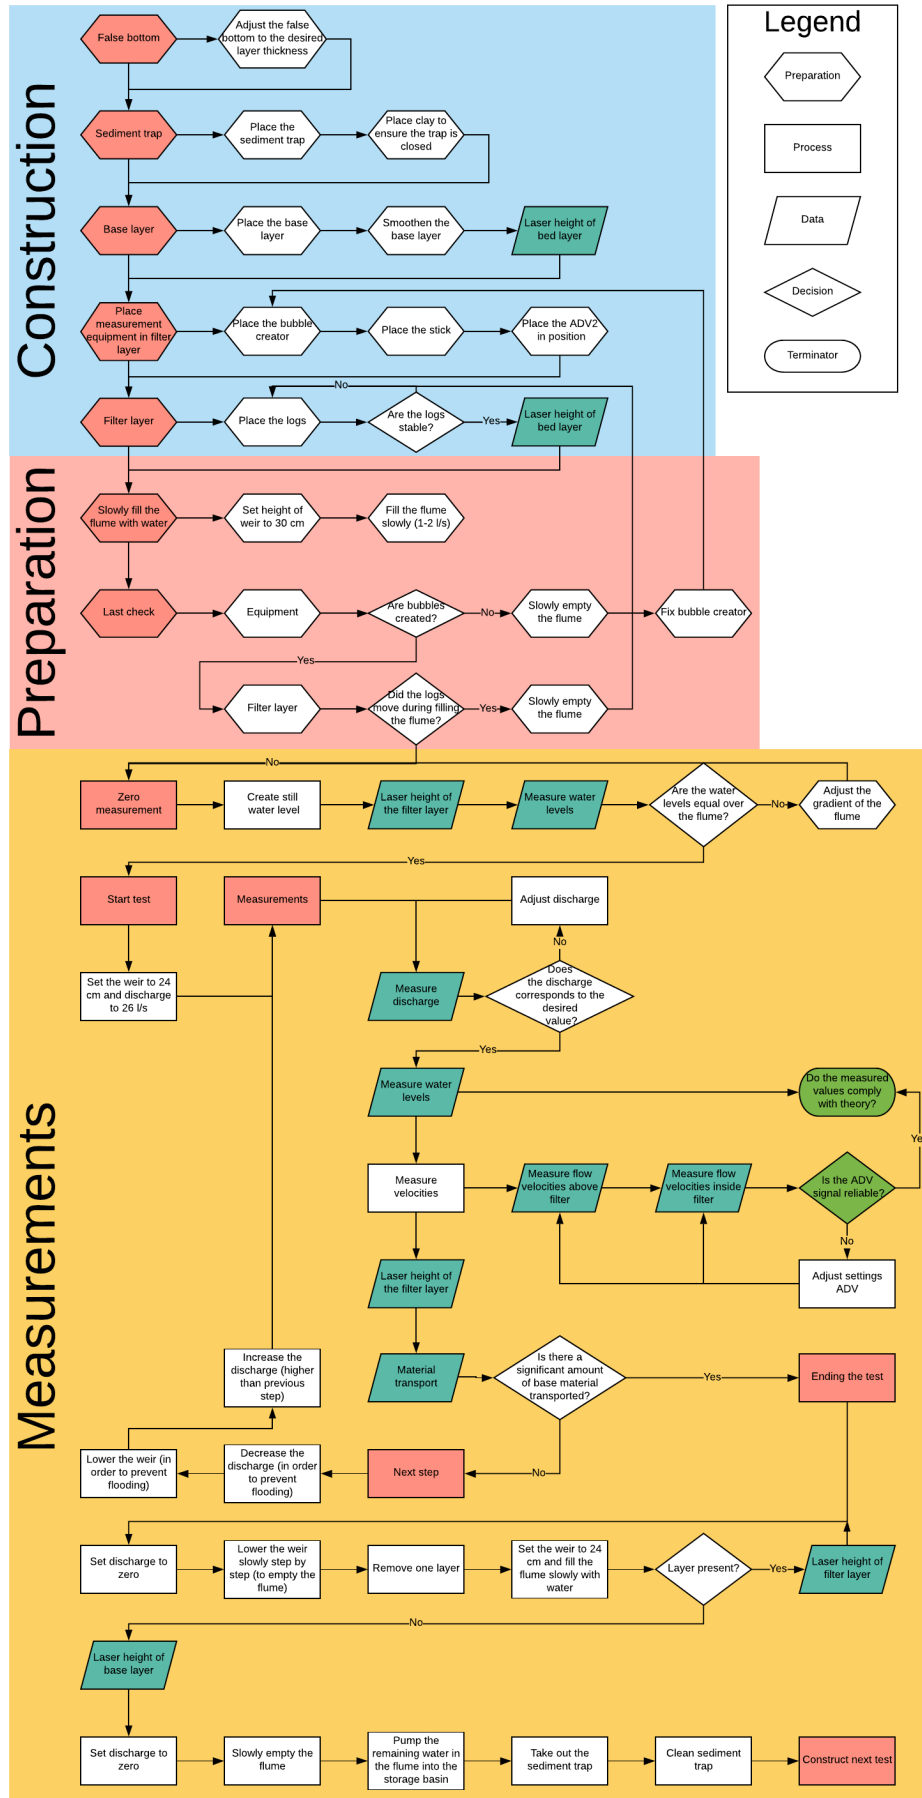 Construction
False bottom
Adjust the false
bottom to the desired
layer thickness
Sediment trap
Place the
sediment trap
Place clay to
ensure the trap is
closed
Base layer
Place the base
layer
Smoothen the
base layer
Laser height of
bed layer
Place
measurement
equipment in filter
layer
Place the bubble
creator
Place the stick
Place the ADV2
in position
No
Filter layer
Place the logs
Are the logs
stable?
Yes
Laser height of
bed layer
Legend
Preparation
Process
Data
Decision
Terminator
Preparation
Slowly fill the
flume with water
Set height of
weir to 30 cm
Fill the flume
slowly (1-2 l/s)
Last check
Equipment
Are bubbles
created?
No
Slowly empty
the flume
Fix bubble creator
Yes
Filter layer
Did the logs
move during filling
the flume?
Yes
Slowly empty
the flume
Measurements
No
Zero
measurement
Create still
water level
Laser height of
the filter layer
Measure water
levels
Are the water
levels equal over
the flume?
No
Adjust the
gradient of the
flume
Yes
Start test
Measurements
Adjust discharge
No
Set the weir to 24
cm and discharge
to 26 l/s
Measure
discharge
Does
the discharge
corresponds to the
desired
value?
Yes
Measure water
levels
Do the measured
values comply
with theory?
Ye
Measure
velocities
Measure flow
velocities above
filter
Measure flow
velocities inside
filter
Is the ADV
signal reliable?
No
Adjust settings
ADV
Laser height of
the filter layer
Increase the
discharge (higher
than previous
step)
Material
transport
Is there a
significant amount
of base material
transported?
Yes
Ending the test
Lower the weir (in
order to prevent
flooding)
Decrease the
discharge (in order
to prevent
flooding)
Next step
No
Set discharge to
zero
Lower the weir
slowly step by
step (to empty the
flume)
Remove one layer
Set the weir to 24
cm and fill the
flume slowly with
water
Layer present?
Yes
Laser height of
filter layer
No
Laser height of
base layer
Set discharge to
zero
Slowly empty the
flume
Pump the
remaining water in
the flume into the
storage basin
Take out the
sediment trap
Clean sediment
trap
Construct next test